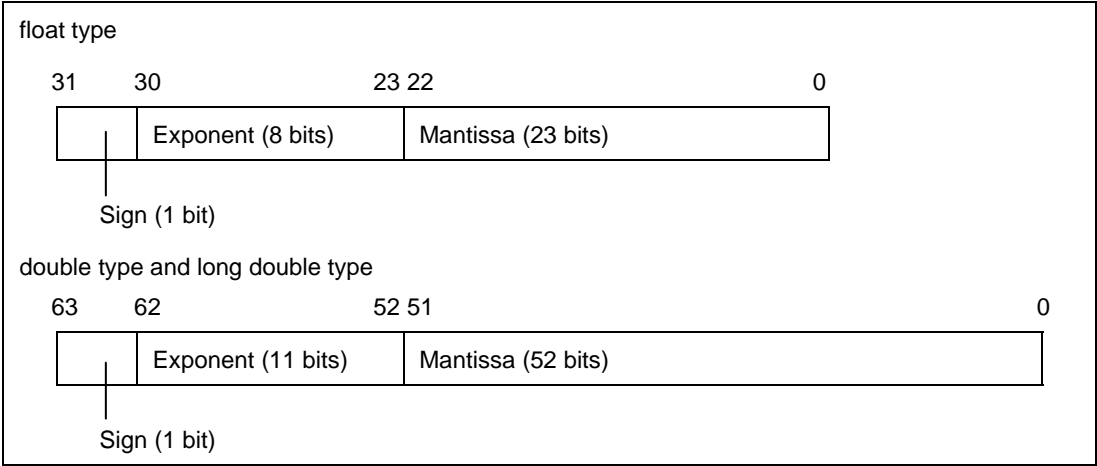 float type
31 30 23 22 0
Exponent (8 bits) Mantissa (23 bits)
Sign (1 bit)
double type and long double type
63 62 52 51 0
Exponent (11 bits) Mantissa (52 bits)
Sign (1 bit)